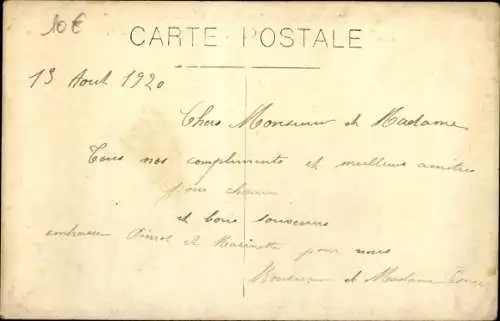 10€
CARTE POSTALE
13 Aout 1920
Chers Monsieur et Madame
Tous nos compliments et meilleurs amitiés
pour chacun
et bons souvenirs
embrasser Pierrot et Marinette pour nous
Monsieur et Madame